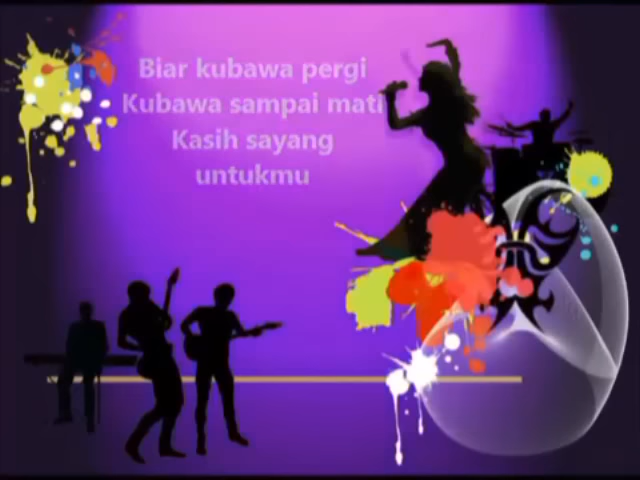 Biar kubawa pergi
Kubawa sampai mati
Kasih sayang
untukmu